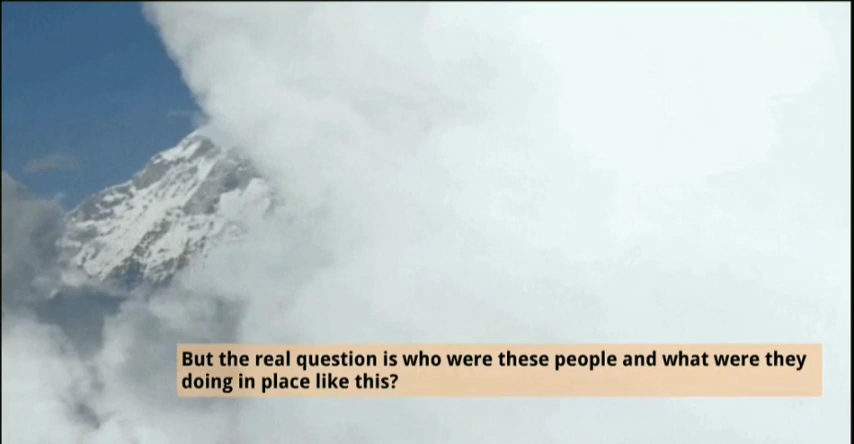 But the real question is who were these people and what were they
doing in place like this?